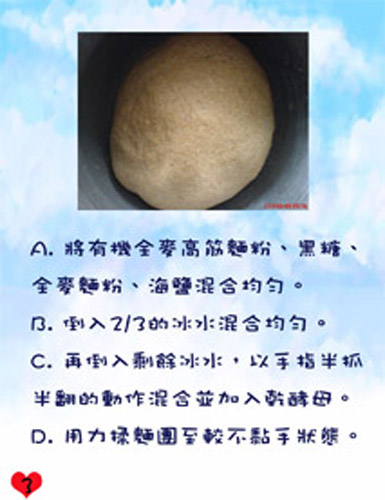 A. 將有機全麥高筋麵粉、黑糖、
全麥麵粉、海鹽混合均勻。
B. 倒入2/3的冰水混合均勻。
C. 再倒入剩餘冰水，以手指半抓
半翻的動作混合並加入乾酵母。
D. 用力揉麵團至較不黏手狀態。
3